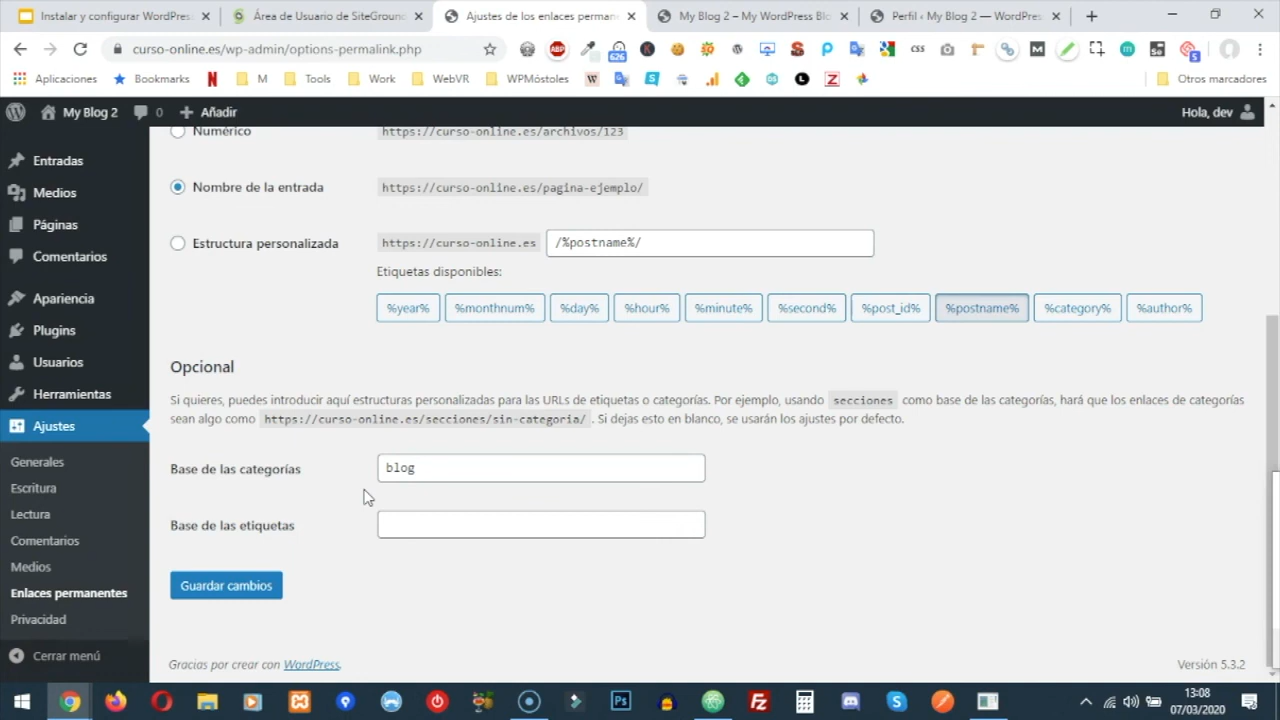 Instalar y configurar WordPres
Área de Usuario de SiteGround
Ajustes de los enlaces perman
My Blog 2 – My WordPress Blo
Perfil ‹ My Blog 2 — WordPres
curso-online.es/wp-admin/options-permalink.php
ABP
626
CSS
Aplicaciones
Bookmarks
M
Tools
Work
WebVR
WPMóstoles
Otros marcadores
My Blog 2
0
Añadir
Hola, dev
Entradas
Medios
Páginas
Comentarios
Apariencia
Plugins
Usuarios
Herramientas
Ajustes
Generales
Escritura
Lectura
Comentarios
Medios
Enlaces permanentes
Privacidad
Cerrar menú
Numérico
https://curso-online.es/archivos/123
Nombre de la entrada
https://curso-online.es/pagina-ejemplo/
Estructura personalizada
https://curso-online.es
/%postname%/
Etiquetas disponibles:
%year%
%monthnum%
%day%
%hour%
%minute%
%second%
%post_id%
%postname%
%category%
%author%
Opcional
Si quieres, puedes introducir aquí estructuras personalizadas para las URLs de etiquetas o categorías. Por ejemplo, usando secciones como base de las categorías, hará que los enlaces de categorías
sean algo como https://curso-online.es/secciones/sin-categoria/ . Si dejas esto en blanco, se usarán los ajustes por defecto.
Base de las categorías
blog
Base de las etiquetas
Guardar cambios
Gracias por crear con WordPress.
Versión 5.3.2
13:08
07/03/2020